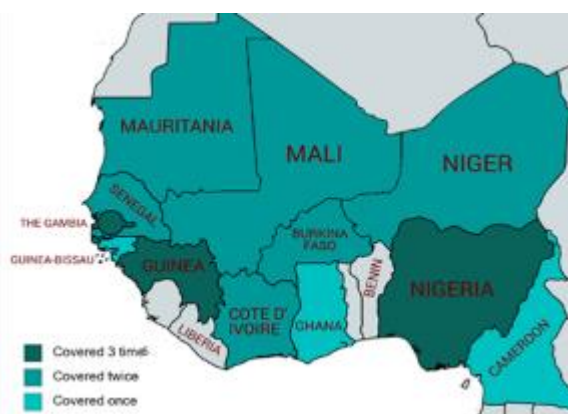 MAURITANIA
MALI
NIGER
SENEGAL
THE GAMBIA
BURKINA
FASO
GUINEA-BISSAU
GUINEA
BENIN
NIGERIA
COTE D'
IVOIRE
GHANA
LIBERIA
CAMEROON
Covered 3 times
Covered twice
Covered once